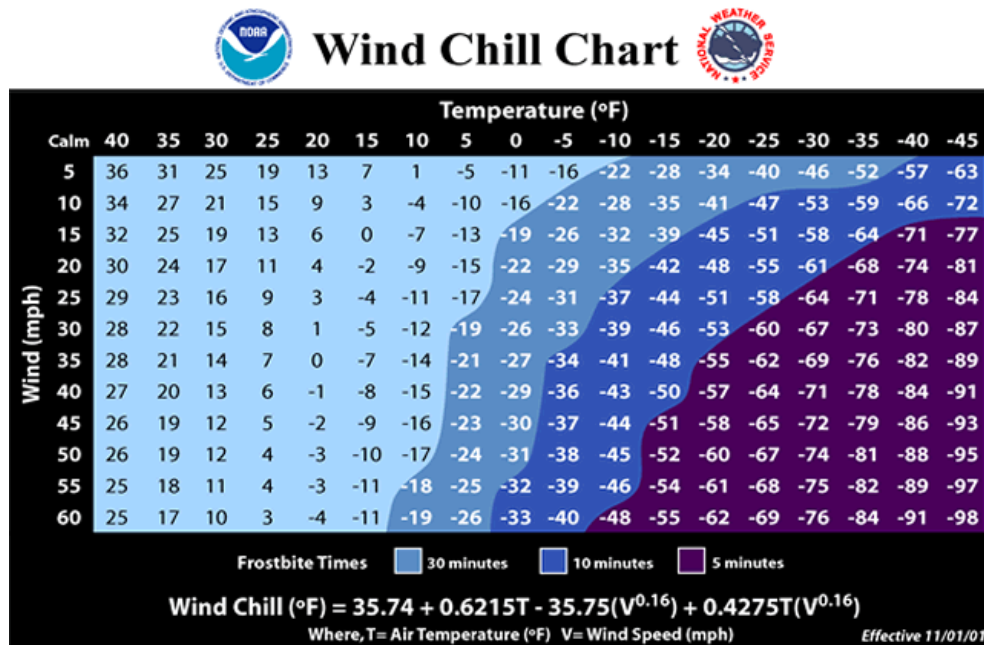 NOAA
Wind Chill Chart
NATIONAL WEATHER SERVICE
Temperature (ºF)
Calm 40 35 30 25 20 15 10 5 0 -5 -10 -15 -20 -25 -30 -35 -40 -45
Wind (mph)
5 36 31 25 19 13 7 1 -5 -11 -16 -22 -28 -34 -40 -46 -52 -57 -63
10 34 27 21 15 9 3 -4 -10 -16 -22 -28 -35 -41 -47 -53 -59 -66 -72
15 32 25 19 13 6 0 -7 -13 -19 -26 -32 -39 -45 -51 -58 -64 -71 -77
20 30 24 17 11 4 -2 -9 -15 -22 -29 -35 -42 -48 -55 -61 -68 -74 -81
25 29 23 16 9 3 -4 -11 -17 -24 -31 -37 -44 -51 -58 -64 -71 -78 -84
30 28 22 15 8 1 -5 -12 -19 -26 -33 -39 -46 -53 -60 -67 -73 -80 -87
35 28 21 14 7 0 -7 -14 -21 -27 -34 -41 -48 -55 -62 -69 -76 -82 -89
40 27 20 13 6 -1 -8 -15 -22 -29 -36 -43 -50 -57 -64 -71 -78 -84 -91
45 26 19 12 5 -2 -9 -16 -23 -30 -37 -44 -51 -58 -65 -72 -79 -86 -93
50 26 19 12 4 -3 -10 -17 -24 -31 -38 -45 -52 -60 -67 -74 -81 -88 -95
55 25 18 11 4 -3 -11 -18 -25 -32 -39 -46 -54 -61 -68 -75 -82 -89 -97
60 25 17 10 3 -4 -11 -19 -26 -33 -40 -48 -55 -62 -69 -76 -84 -91 -98
Frostbite Times 30 minutes 10 minutes 5 minutes
Wind Chill (ºF) = 35.74 + 0.6215T - 35.75(V0.16) + 0.4275T(V0.16)
Where, T= Air Temperature (ºF) V= Wind Speed (mph)
Effective 11/01/01